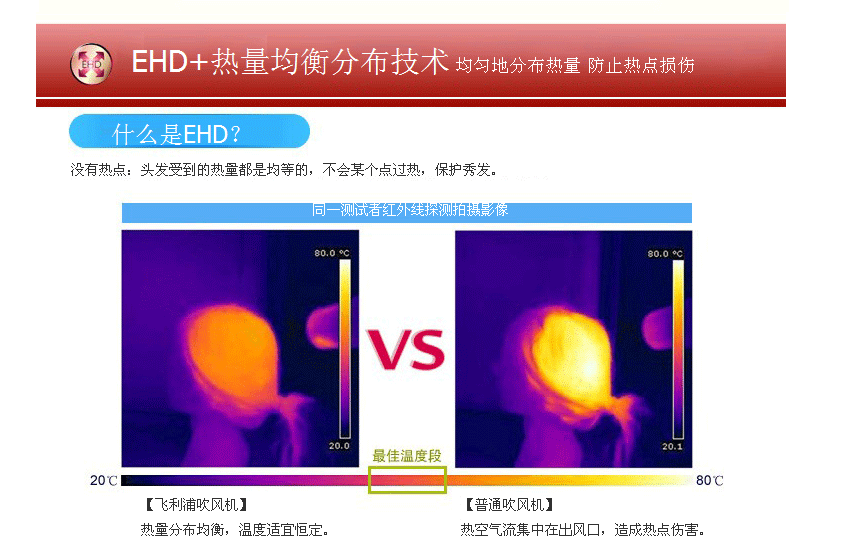 EHD
EHD+热量均衡分布技术 均匀地分布热量 防止热点损伤
什么是EHD?
没有热点：头发受到的热量都是均等的，不会某个点过热，保护秀发。
同一测试者红外线探测拍摄影像
80.0 ℃
80.0 ℃
VS
20.0
20.1
最佳温度段
20℃
80℃
【飞利浦吹风机】
【普通吹风机】
热量分布均衡，温度适宜恒定。
热空气流集中在出风口，造成热点伤害。